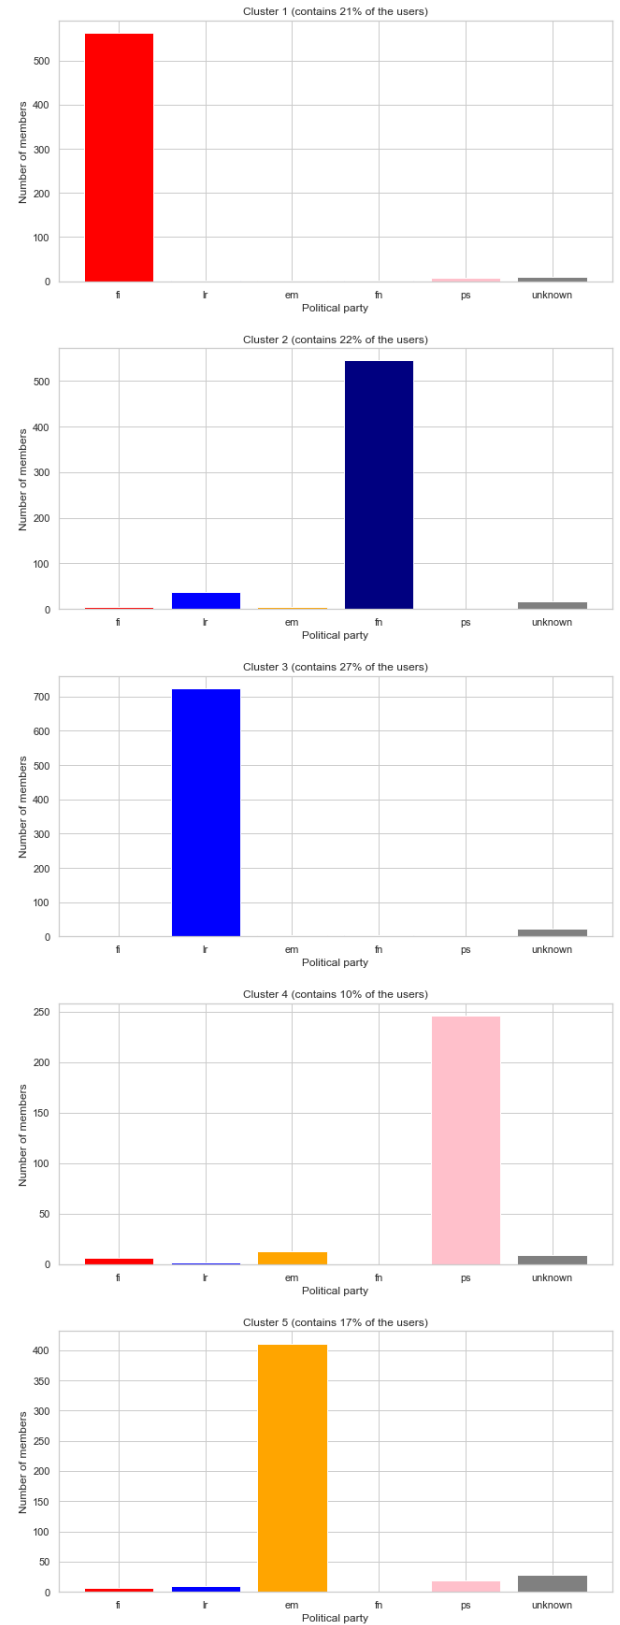 Cluster 1 (contains 21% of the users)
500
400
300
200
100
0
Number of members
fi lr em fn ps unknown
Political party
Cluster 2 (contains 22% of the users)
500
400
300
200
100
0
Number of members
fi lr em fn ps unknown
Political party
Cluster 3 (contains 27% of the users)
700
600
500
400
300
200
100
0
Number of members
fi lr em fn ps unknown
Political party
Cluster 4 (contains 10% of the users)
250
200
150
100
50
0
Number of members
fi lr em fn ps unknown
Political party
Cluster 5 (contains 17% of the users)
400
350
300
250
200
150
100
50
0
Number of members
fi lr em fn ps unknown
Political party